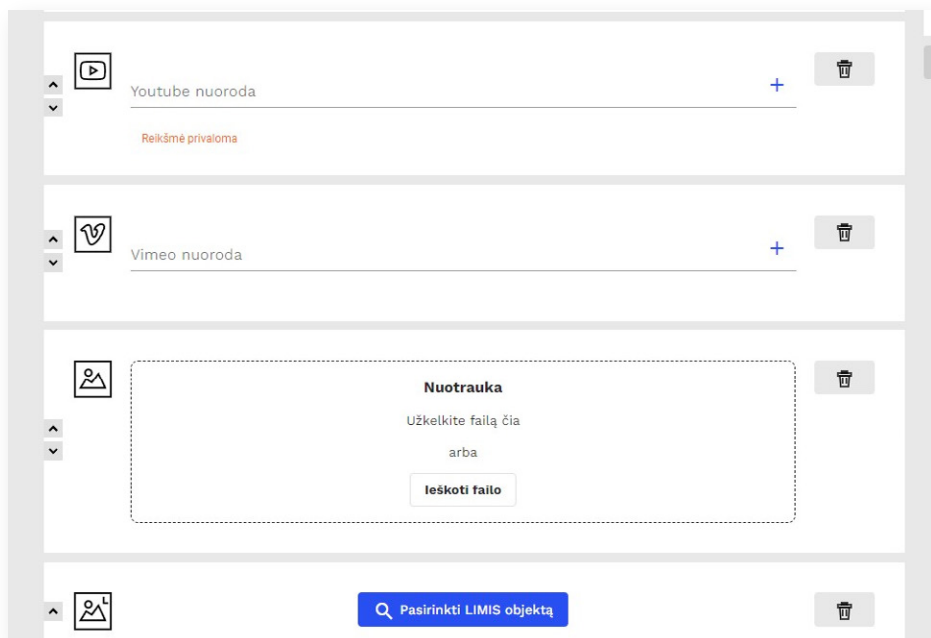 Youtube nuoroda
Reikšmė privaloma
Vimeo nuoroda
Nuotrauka
Užkelkite failą čia
arba
Ieškoti failo
L
Pasirinkti LIMIS objektą